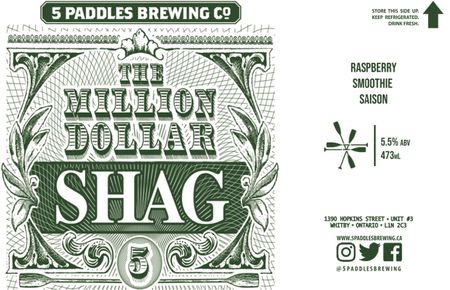 5 PADDLES BREWING Cº
THE
MILLION
DOLLAR
SHAG
5
STORE THIS SIDE UP.
KEEP REFRIGERATED.
DRINK FRESH.
RASPBERRY
SMOOTHIE
SAISON
5.5% ABV
473mL
1390 HOPKINS STREET • UNIT #3
WHITBY • ONTARIO • L1N 2C3
WWW.5PADDLESBREWING.CA
@5PADDLESBREWING